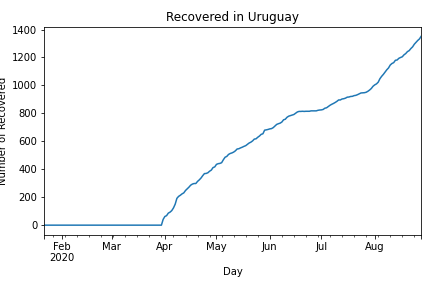 Recovered in Uruguay
Number of Recovered
1400
1200
1000
800
600
400
200
0
Feb
2020
Mar
Apr
May
Jun
Jul
Aug
Day